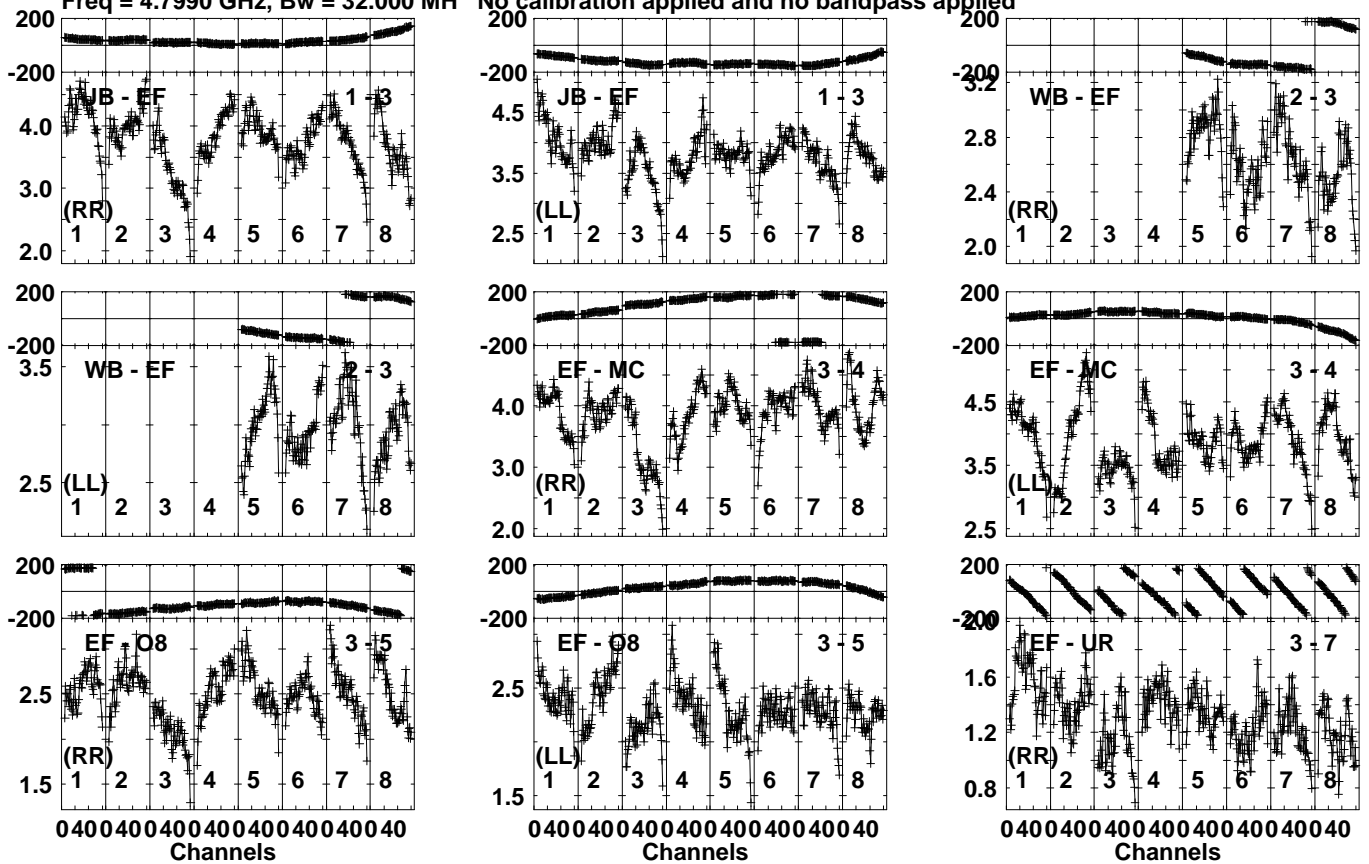 Freq = 4.7990 GHz, Bw = 32.000 MH No calibration applied and no bandpass applied
200
-200
JB - EF 1 - 3
4.0
3.0
2.0
(RR)
1 2 3 4 5 6 7 8
-200
JB - EF 1 - 3
4.5
3.5
2.5
(LL)
1 2 3 4 5 6 7 8
200
-200
WB - EF 2 - 3
3.2
2.8
2.4
2.0
(RR)
1 2 3 4 5 6 7 8
200
-200
WB - EF 2 - 3
3.5
2.5
(LL)
1 2 3 4 5 6 7 8
200
-200
EF - MC 3 - 4
4.0
3.0
2.0
(RR)
1 2 3 4 5 6 7 8
200
-200
EF - MC 3 - 4
4.5
3.5
2.5
(LL)
1 2 3 4 5 6 7 8
200
-200
EF - O8 3 - 5
2.5
1.5
(RR)
1 2 3 4 5 6 7 8
0 40 0 40 0 40 0 40 0 40 0 40 0 40 0 40
Channels
200
-200
EF - O8 3 - 5
2.5
1.5
(LL)
1 2 3 4 5 6 7 8
0 40 0 40 0 40 0 40 0 40 0 40 0 40 0 40
Channels
200
-200
EF - UR 3 - 7
2.0
1.6
1.2
0.8
(RR)
1 2 3 4 5 6 7 8
0 40 0 40 0 40 0 40 0 40 0 40 0 40 0 40
Channels